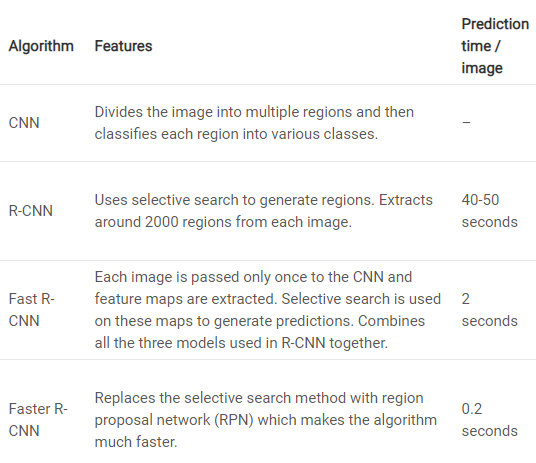 Algorithm Features Prediction time / image
CNN Divides the image into multiple regions and then
classifies each region into various classes. –
R-CNN Uses selective search to generate regions. Extracts
around 2000 regions from each image. 40-50
seconds
Fast R-
CNN Each image is passed only once to the CNN and
feature maps are extracted. Selective search is used
on these maps to generate predictions. Combines
all the three models used in R-CNN together. 2
seconds
Faster R-
CNN Replaces the selective search method with region
proposal network (RPN) which makes the algorithm
much faster. 0.2
seconds